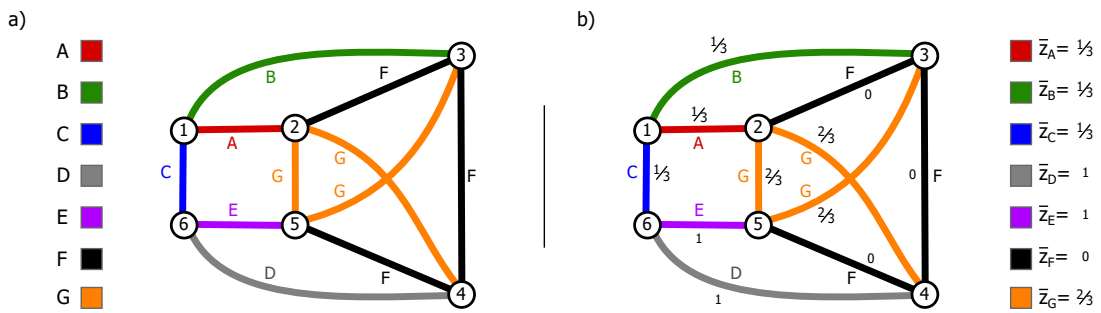 a)
A
B
C
D
E
F
G
1
2
3
4
5
6
B
F
A
G
C
G
G
F
E
D
F
b)
1
2
3
4
5
6
⅓
B
F
0
⅓
A
⅔
G
C
⅓
G
⅔
G
0
F
⅔
E
1
D
0
F
1
z̅A= ⅓
z̅B= ⅓
z̅C= ⅓
z̅D= 1
z̅E= 1
z̅F= 0
z̅G= ⅔